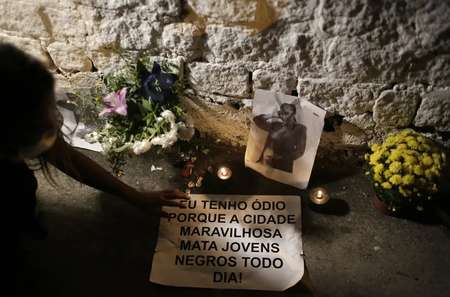 EU TENHO ÓDIO
PORQUE A CIDADE
MARAVILHOSA
MATA JOVENS
NEGROS TODO
DIA!